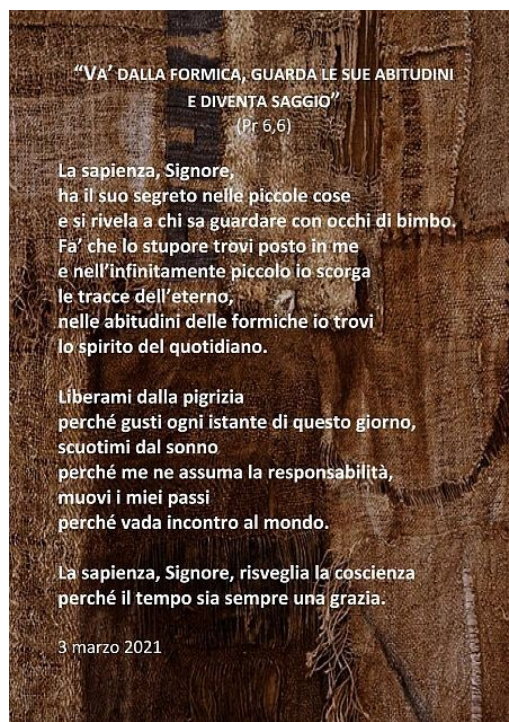 “VA’ DALLA FORMICA, GUARDA LE SUE ABITUDINI
E DIVENTA SAGGIO”
(Pr 6,6)
La sapienza, Signore,
ha il suo segreto nelle piccole cose
e si rivela a chi sa guardare con occhi di bimbo.
Fa’ che lo stupore trovi posto in me
e nell’infinitamente piccolo io scorga
le tracce dell’eterno,
nelle abitudini delle formiche io trovi
lo spirito del quotidiano.
Liberami dalla pigrizia
perché gusti ogni istante di questo giorno,
scuotimi dal sonno
perché me ne assuma la responsabilità,
muovi i miei passi
perché vada incontro al mondo.
La sapienza, Signore, risveglia la coscienza
perché il tempo sia sempre una grazia.
3 marzo 2021